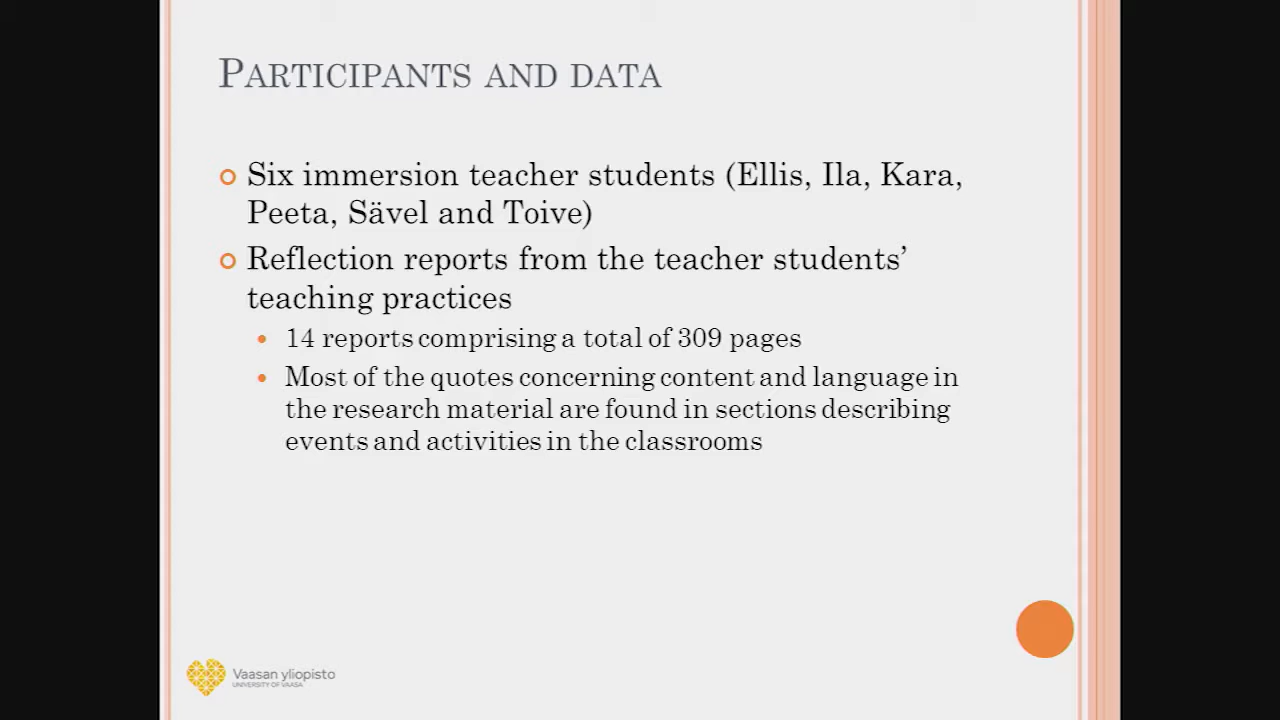 PARTICIPANTS AND DATA
Six immersion teacher students (Ellis, Ila, Kara,
Peeta, Sävel and Toive)
Reflection reports from the teacher students’
teaching practices
14 reports comprising a total of 309 pages
Most of the quotes concerning content and language in
the research material are found in sections describing
events and activities in the classrooms
Vaasan yliopisto
UNIVERSITY OF VAASA